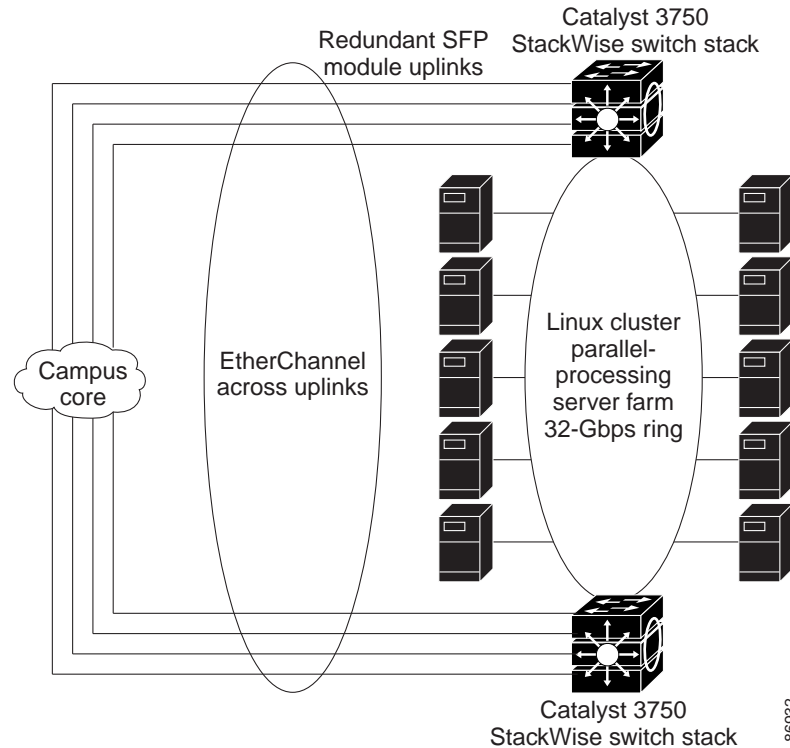 Catalyst 3750
StackWise switch stack
Redundant SFP
module uplinks
Campus
core
EtherChannel
across uplinks
Linux cluster
parallel-
processing
server farm
32-Gbps ring
Catalyst 3750
StackWise switch stack
86932